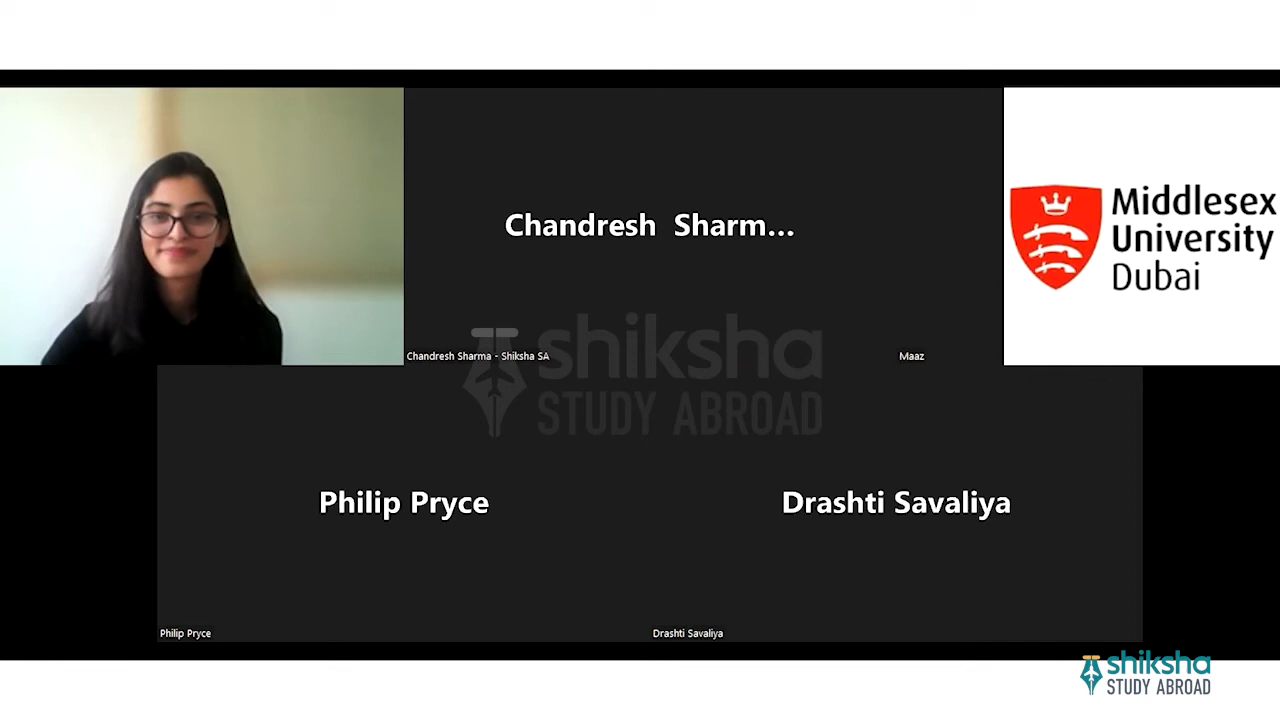 Chandresh  Sharm...
Middlesex
University
Dubai
Chandresh Sharma - Shiksha SA
Maaz
shiksha
STUDY ABROAD
Philip Pryce
Drashti Savaliya
Philip Pryce
Drashti Savaliya
shiksha
STUDY ABROAD